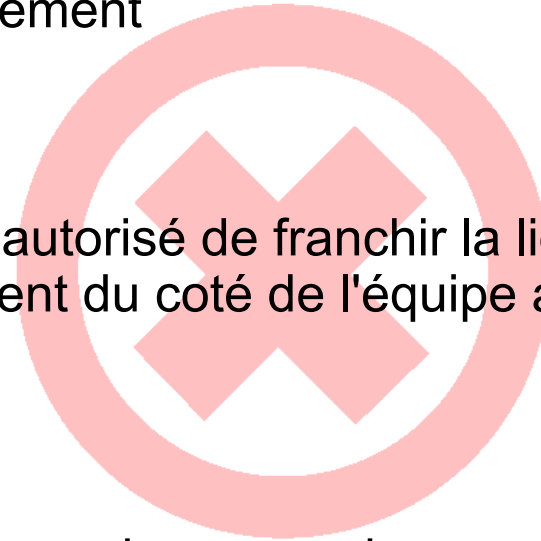 ement
autorisé de franchir la li
ent du coté de l'équipe a